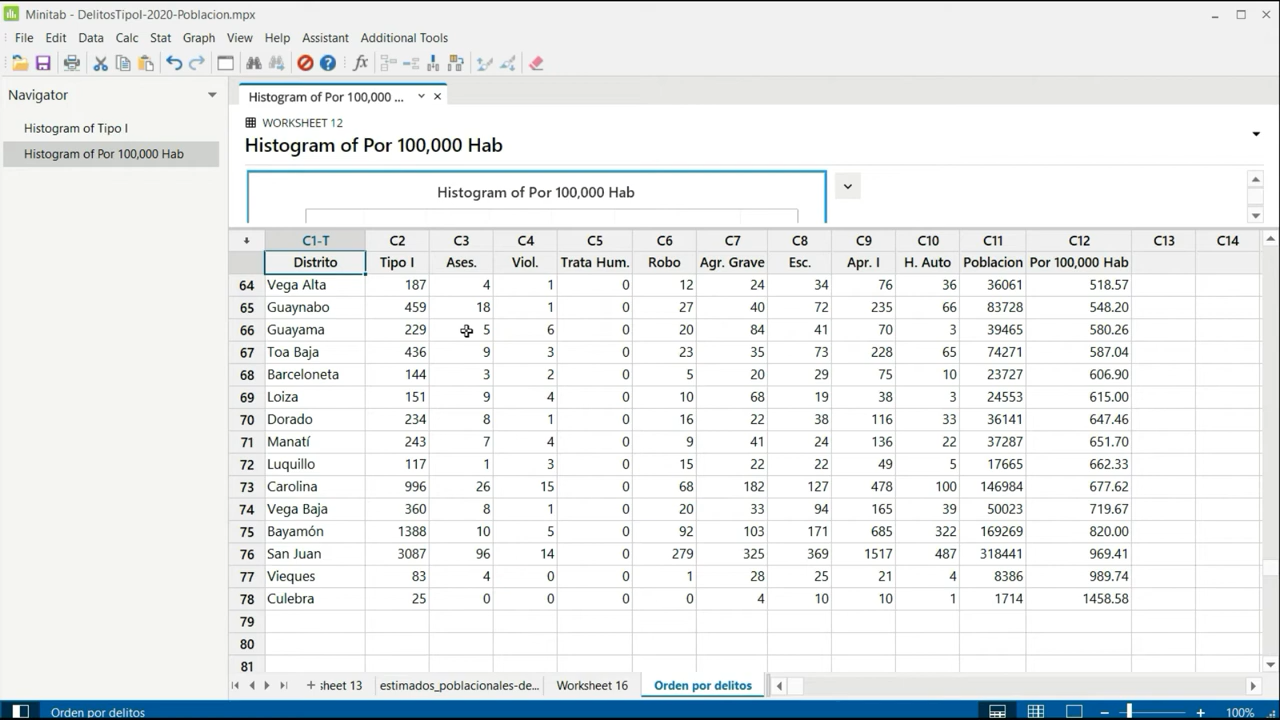 Minitab - DelitosTipoI-2020-Poblacion.mpx
File Edit Data Calc Stat Graph View Help Assistant Additional Tools
Navigator
Histogram of Tipo I
Histogram of Por 100,000 Hab
Histogram of Por 100,000 ...
WORKSHEET 12
Histogram of Por 100,000 Hab
Histogram of Por 100,000 Hab
C1-T C2 C3 C4 C5 C6 C7 C8 C9 C10 C11 C12 C13 C14
Distrito Tipo I Ases. Viol. Trata Hum. Robo Agr. Grave Esc. Apr. I H. Auto Poblacion Por 100,000 Hab
64 Vega Alta 187 4 1 0 12 24 34 76 36 36061 518.57
65 Guaynabo 459 18 1 0 27 40 72 235 66 83728 548.20
66 Guayama 229 5 6 0 20 84 41 70 3 39465 580.26
67 Toa Baja 436 9 3 0 23 35 73 228 65 74271 587.04
68 Barceloneta 144 3 2 0 5 20 29 75 10 23727 606.90
69 Loiza 151 9 4 0 10 68 19 38 3 24553 615.00
70 Dorado 234 8 1 0 16 22 38 116 33 36141 647.46
71 Manatí 243 7 4 0 9 41 24 136 22 37287 651.70
72 Luquillo 117 1 3 0 15 22 22 49 5 17665 662.33
73 Carolina 996 26 15 0 68 182 127 478 100 146984 677.62
74 Vega Baja 360 8 1 0 20 33 94 165 39 50023 719.67
75 Bayamón 1388 10 5 0 92 103 171 685 322 169269 820.00
76 San Juan 3087 96 14 0 279 325 369 1517 487 318441 969.41
77 Vieques 83 4 0 0 1 28 25 21 4 8386 989.74
78 Culebra 25 0 0 0 0 4 10 10 1 1714 1458.58
79
80
81
sheet 13 estimados_poblacionales-de... Worksheet 16 Orden por delitos
Orden por delitos 100%